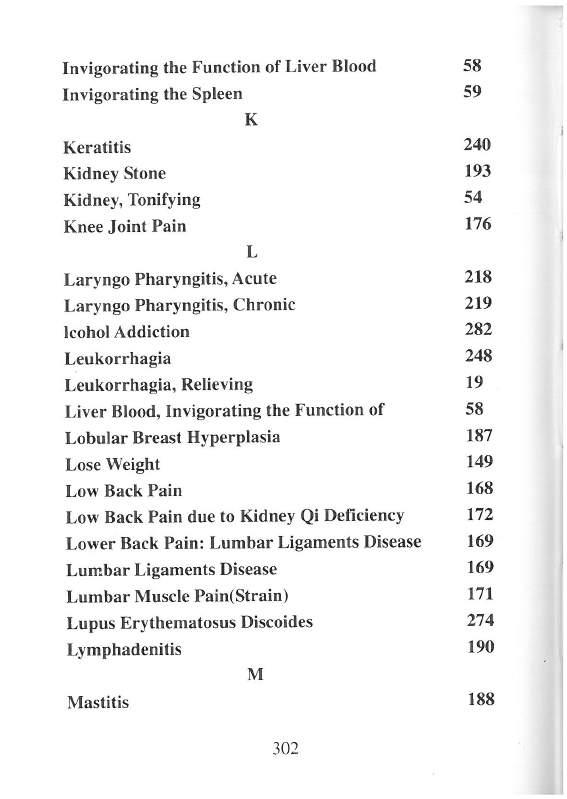 Invigorating the Function of Liver Blood 58
Invigorating the Spleen 59
K
Keratitis 240
Kidney Stone 193
Kidney, Tonifying 54
Knee Joint Pain 176
L
Laryngo Pharyngitis, Acute 218
Laryngo Pharyngitis, Chronic 219
lcohol Addiction 282
Leukorrhagia 248
Leukorrhagia, Relieving 19
Liver Blood, Invigorating the Function of 58
Lobular Breast Hyperplasia 187
Lose Weight 149
Low Back Pain 168
Low Back Pain due to Kidney Qi Deficiency 172
Lower Back Pain: Lumbar Ligaments Disease 169
Lumbar Ligaments Disease 169
Lumbar Muscle Pain(Strain) 171
Lupus Erythematosus Discoides 274
Lymphadenitis 190
M
Mastitis 188
302